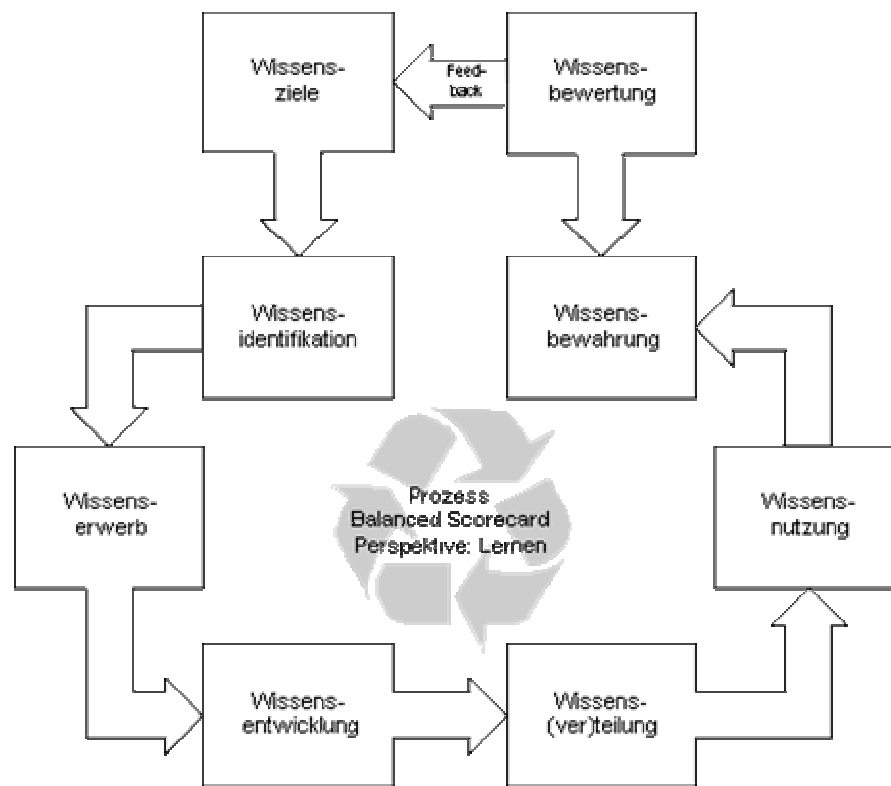 Wissens-
ziele
Feed-
back
Wissens-
bewertung
Wissens-
identifikation
Wissens-
bewahrung
Wissens-
erwerb
Prozess
Balanced Scorecard
Perspektive: Lernen
Wissens-
nutzung
Wissens-
entwicklung
Wissens-
(ver)teilung